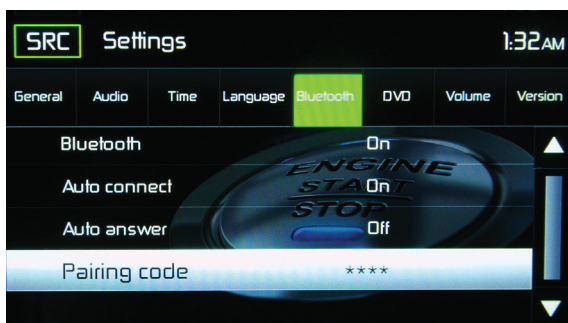 SRC Settings 1:32AM
General Audio Time Language Bluetooth DVD Volume Version
Bluetooth On
Auto connect On
Auto answer Off
Pairing code ****
ENGINE
START
STOP